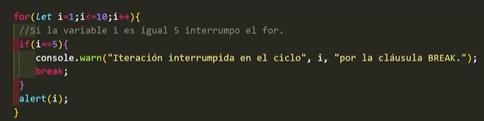 for(let i=1;i<=10;i++){
//Si la variable i es igual 5 interrumpo el for.
if(i==5){
console.warn("Iteración interrumpida en el ciclo", i, "por la cláusula BREAK.");
break;
}
alert(i);
}